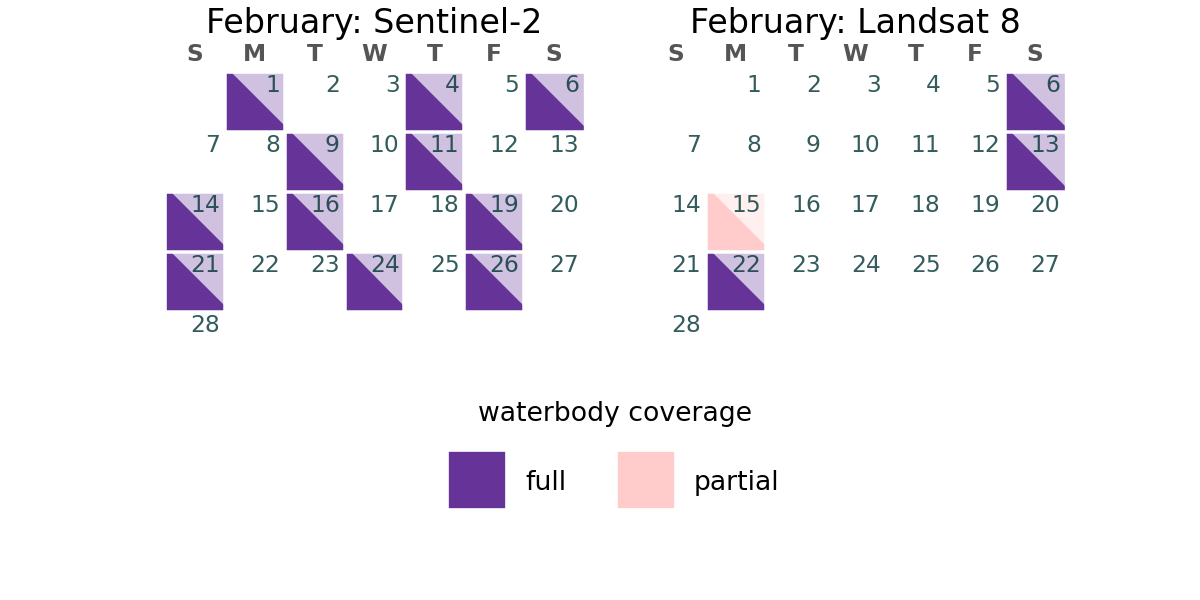 February: Sentinel-2
S M T W T F S
1 2 3 4 5 6
7 8 9 10 11 12 13
14 15 16 17 18 19 20
21 22 23 24 25 26 27
28
February: Landsat 8
S M T W T F S
1 2 3 4 5 6
7 8 9 10 11 12 13
14 15 16 17 18 19 20
21 22 23 24 25 26 27
28
waterbody coverage
full
partial